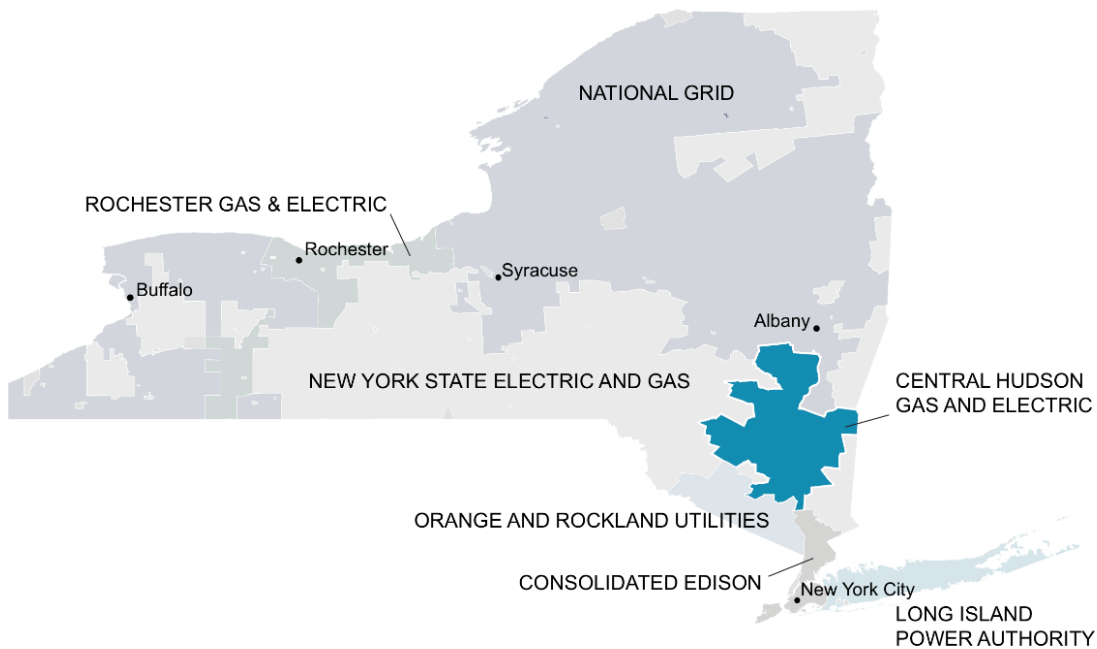 NATIONAL GRID
ROCHESTER GAS & ELECTRIC
Rochester
Syracuse
Buffalo
Albany
NEW YORK STATE ELECTRIC AND GAS
CENTRAL HUDSON
GAS AND ELECTRIC
ORANGE AND ROCKLAND UTILITIES
CONSOLIDATED EDISON
New York City
LONG ISLAND
POWER AUTHORITY